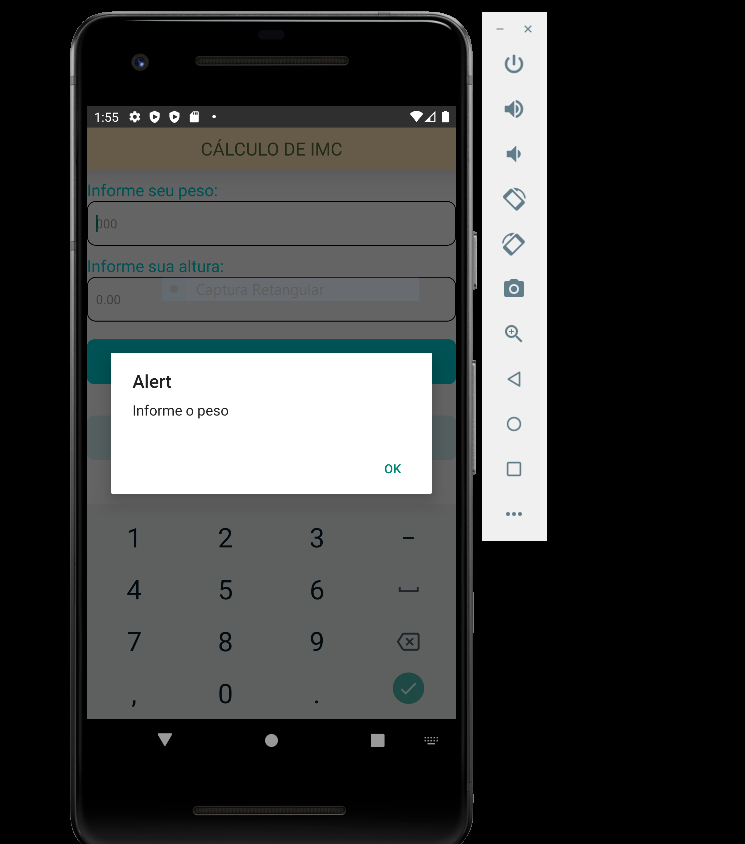 1:55
CÁLCULO DE IMC
Informe seu peso:
000
Informe sua altura:
Captura Retangular
0.00
Alert
Informe o peso
OK
1 2 3 –
4 5 6
7 8 9
, 0 .